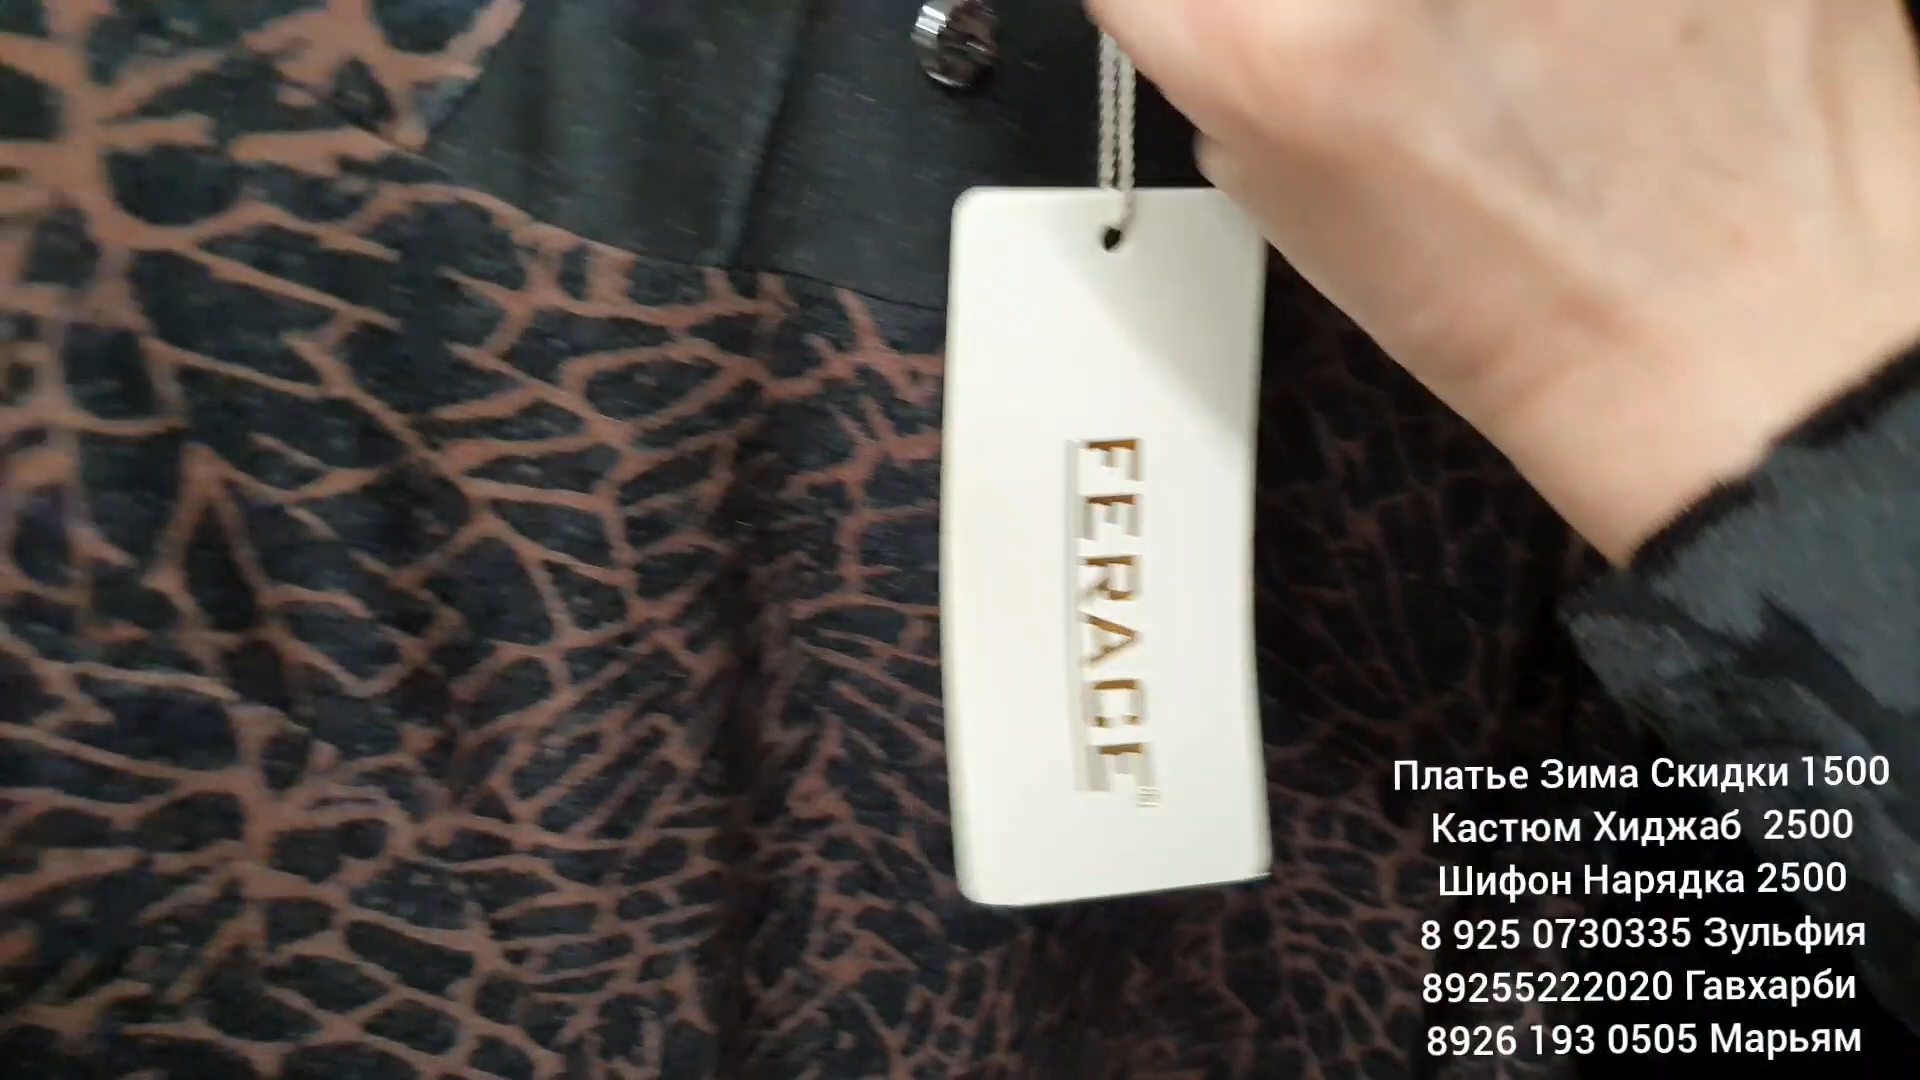 FERACE
Платье Зима Скидки 1500
Кастюм Хиджаб 2500
Шифон Нарядка 2500
8 925 0730335 Зульфия
89255222020 Гавхарби
8926 193 0505 Марьям